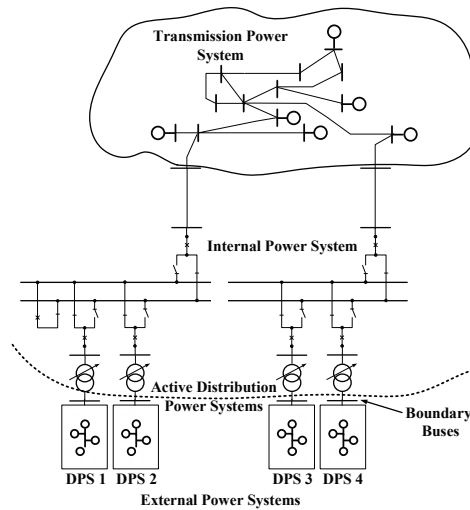 Transmission Power
System
Internal Power System
Active Distribution
Power Systems
Boundary
Buses
DPS 1 DPS 2 DPS 3 DPS 4
External Power Systems